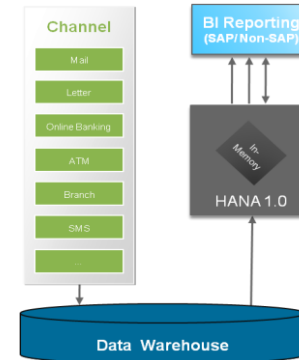 Channel
Mail
Letter
Online Banking
ATM
Branch
SMS
...
BI Reporting
(SAP/Non-SAP)
In-
Memory
HANA 1.0
Data Warehouse